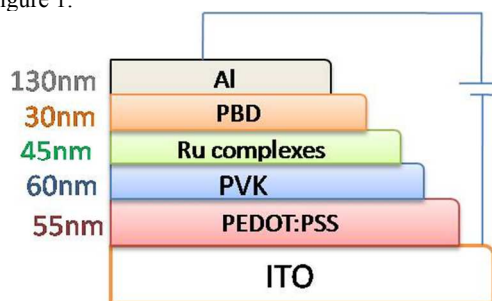 igure 1.
130nm Al
30nm PBD
45nm Ru complexes
60nm PVK
55nm PEDOT:PSS
ITO